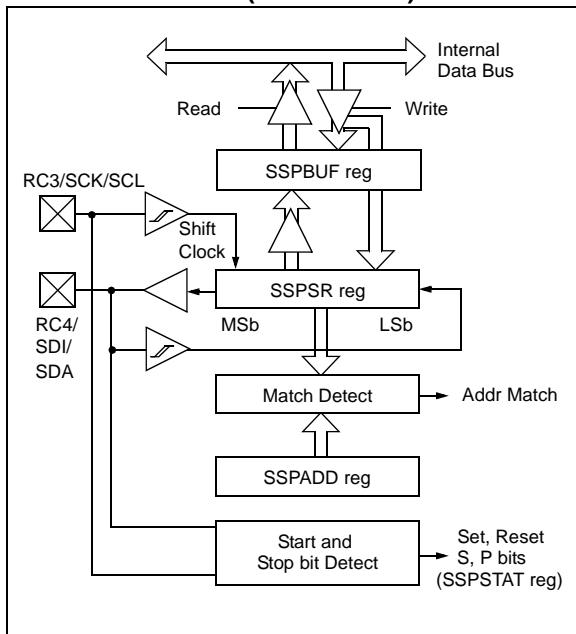 Internal
Data Bus
Read
Write
SSPBUF reg
RC3/SCK/SCL
Shift
Clock
SSPSR reg
MSb
LSb
RC4/
SDI/
SDA
Match Detect
Addr Match
SSPADD reg
Start and
Stop bit Detect
Set, Reset
S, P bits
(SSPSTAT reg)